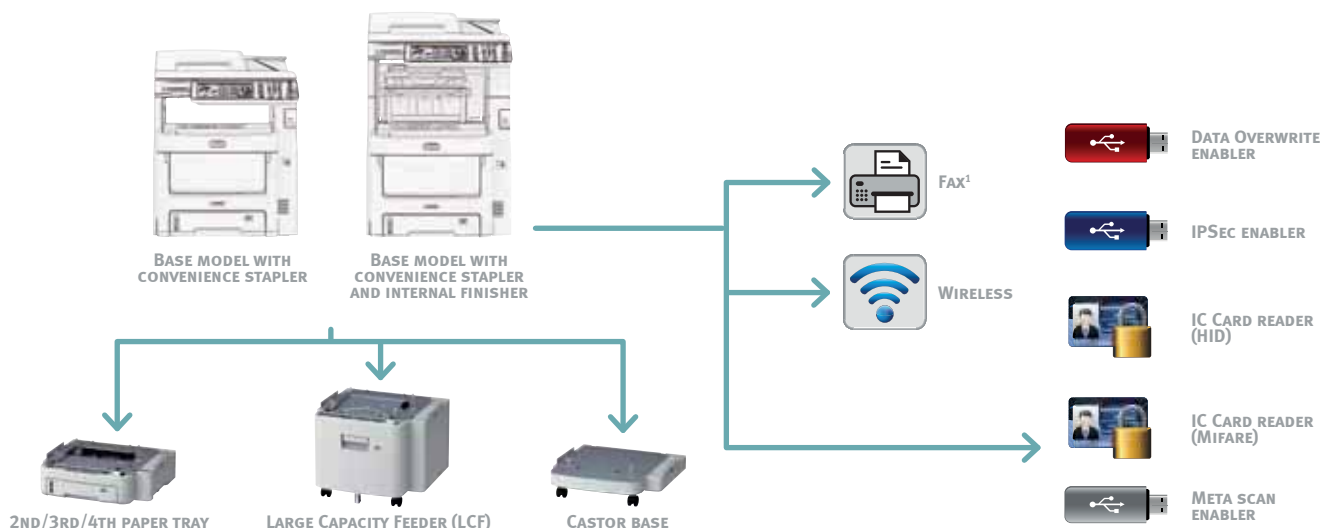 Base model with
convenience stapler
Base model with
convenience stapler
and internal finisher
Fax¹
Wireless
Data Overwrite
enabler
IPSec enabler
IC Card reader
(HID)
IC Card reader
(Mifare)
Meta scan
enabler
2nd/3rd/4th paper tray
Large Capacity Feeder (LCF)
Castor base